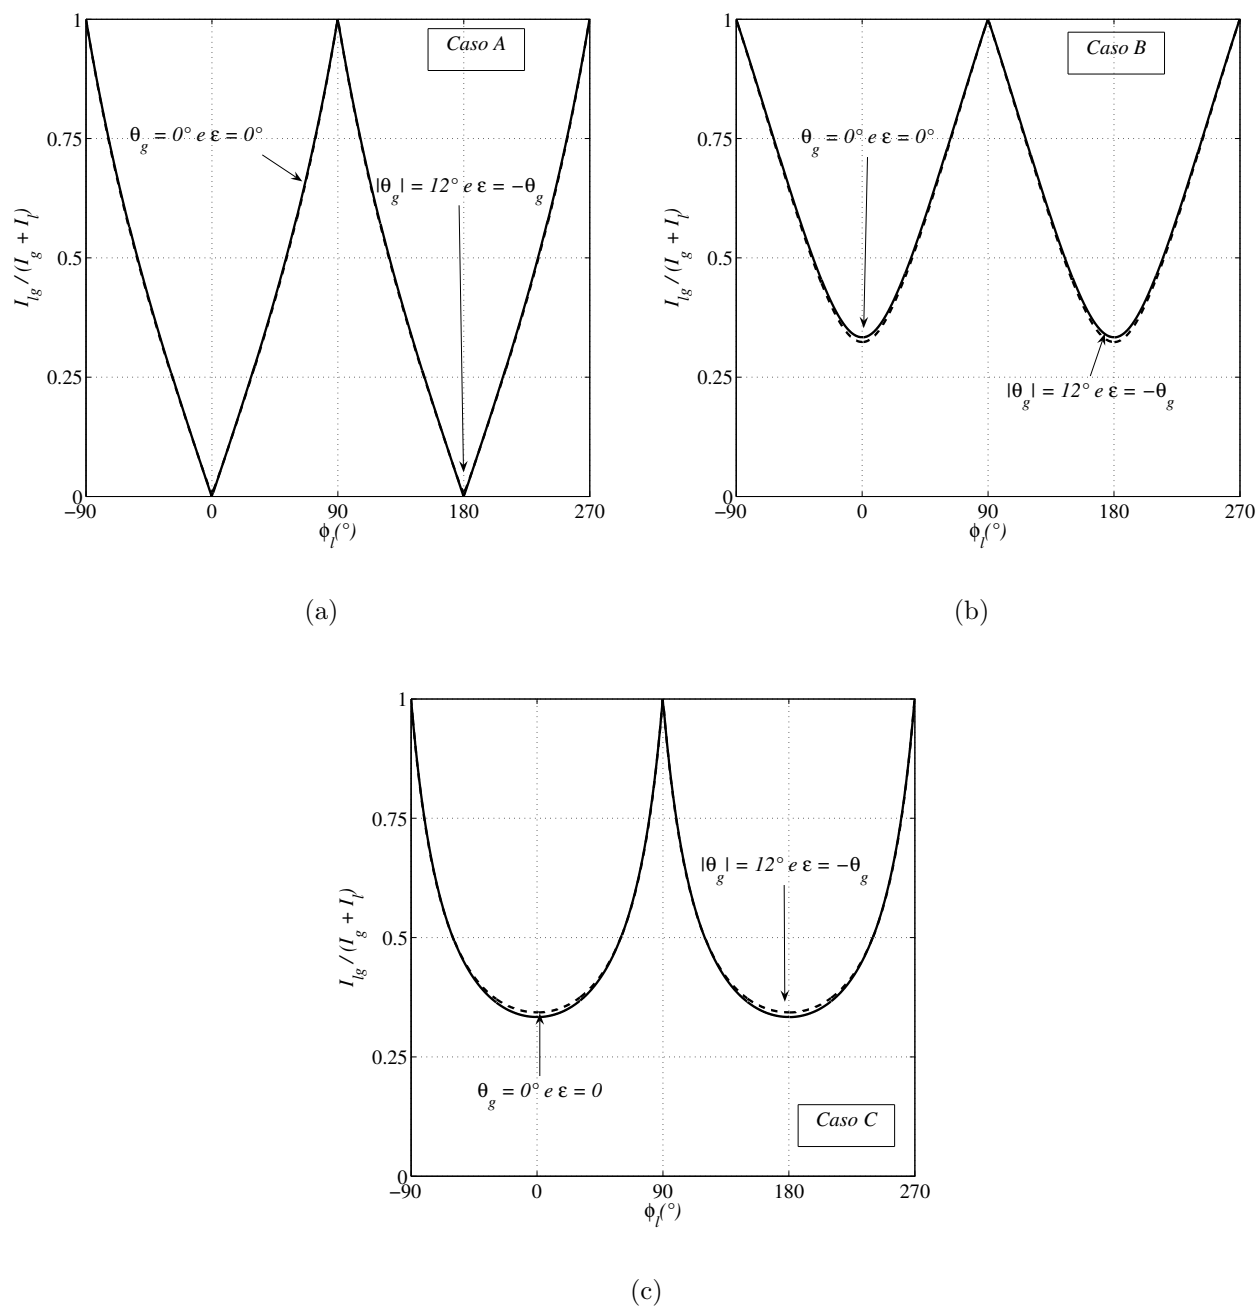 1
Caso A
0.75
θg = 0° e ε = 0°
|θg| = 12° e ε = −θg
Ilg / (Ig + Il)
0.5
0.25
0
−90 0 90 180 270
ϕl(°)
(a)
1
Caso B
0.75
θg = 0° e ε = 0°
Ilg / (Ig + Il)
0.5
0.25
|θg| = 12° e ε = −θg
0
−90 0 90 180 270
ϕl(°)
(b)
1
0.75
|θg| = 12° e ε = −θg
Ilg / (Ig + Il)
0.5
0.25
θg = 0° e ε = 0
Caso C
0
−90 0 90 180 270
ϕl(°)
(c)